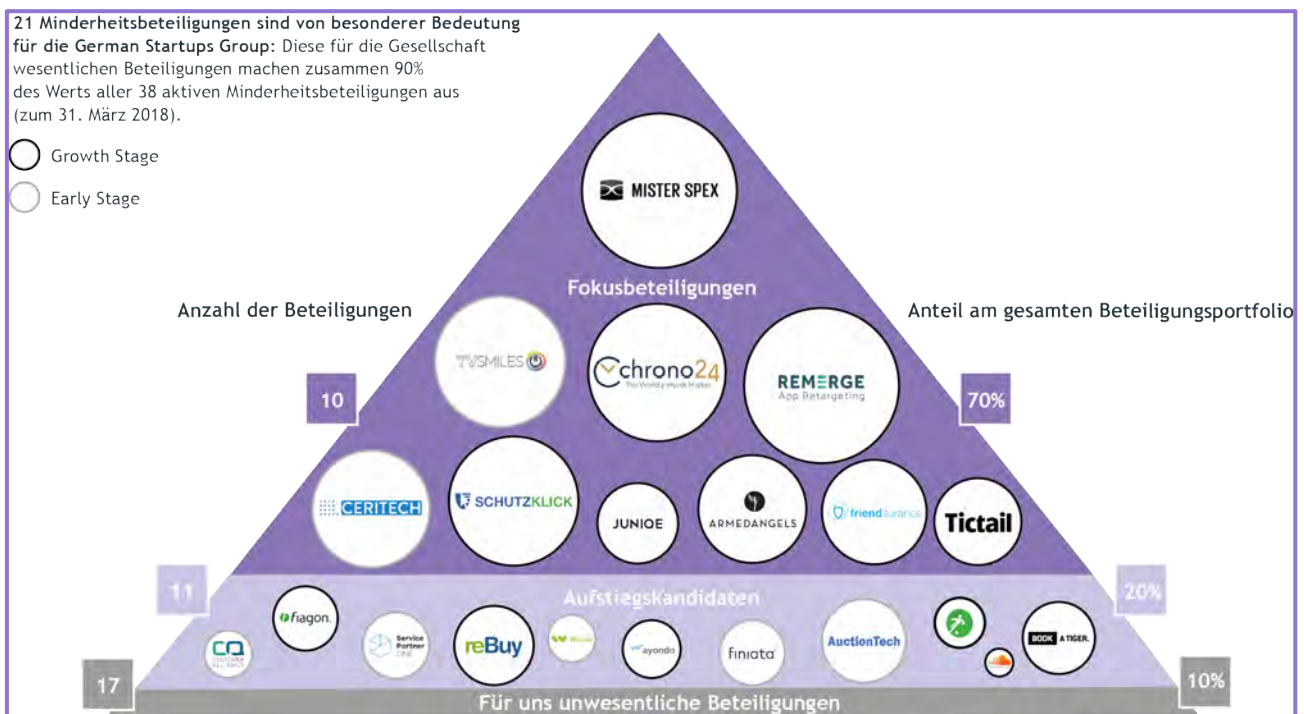 21 Minderheitsbeteiligungen sind von besonderer Bedeutung
für die German Startups Group: Diese für die Gesellschaft
wesentlichen Beteiligungen machen zusammen 90%
des Werts aller 38 aktiven Minderheitsbeteiligungen aus
(zum 31. März 2018).
Growth Stage
Early Stage
MISTER SPEX
Fokusbeteiligungen
Anzahl der Beteiligungen
Anteil am gesamten Beteiligungsportfolio
TVSMILES
chrono24
REMERGE
App Retargeting
10
70%
CERITECH
SCHUTZKLICK
JUNIQE
ARMEDANGELS
friendsurance
Tictail
11
Aufstiegskandidaten
20%
fiagon.
CQ
Service
Partner
ONE
reBuy
ayondo
finiata
AuctionTech
BOOK A TIGER.
17
Für uns unwesentliche Beteiligungen
10%